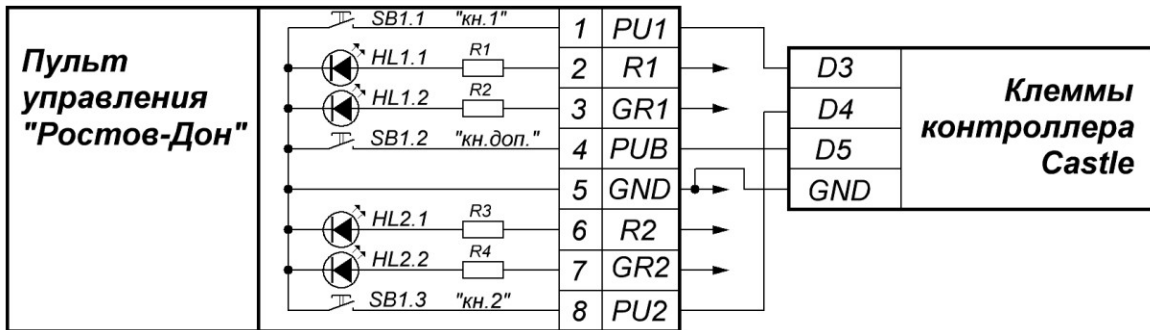 Пульт
управления
"Ростов-Дон"
SB1.1 "кн.1" 1 PU1
HL1.1 R1 2 R1
HL1.2 R2 3 GR1
SB1.2 "кн.доп." 4 PUB
5 GND
HL2.1 R3 6 R2
HL2.2 R4 7 GR2
SB1.3 "кн.2" 8 PU2
D3
D4
D5
GND
Клеммы
контроллера
Castle